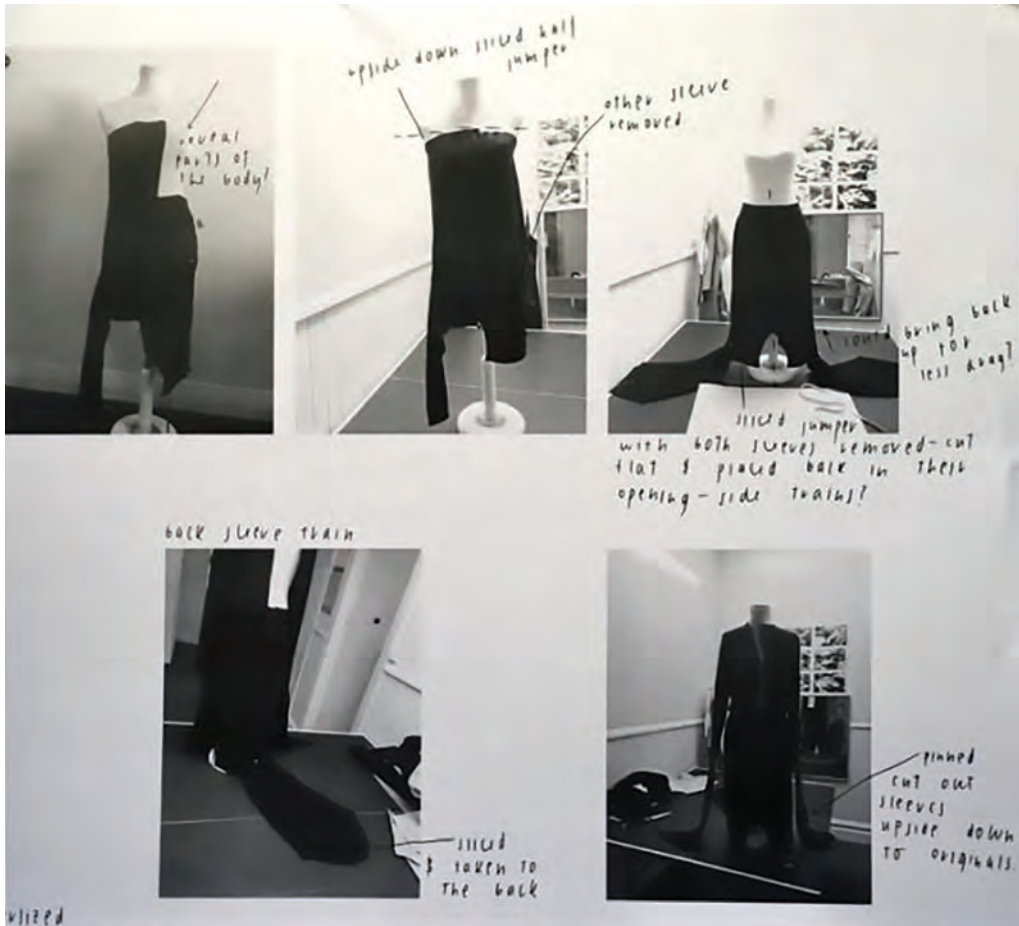 reveal
parts of
the body?
upside down sliced half
jumper
other sleeve
removed
could bring back
up for
less drag?
sliced jumper
with both sleeves removed - cut
flat & placed back in their
opening - side trains?
back sleeve train
sliced
& taken to
the back
pinned
cut out
sleeves
upside down
to originals.